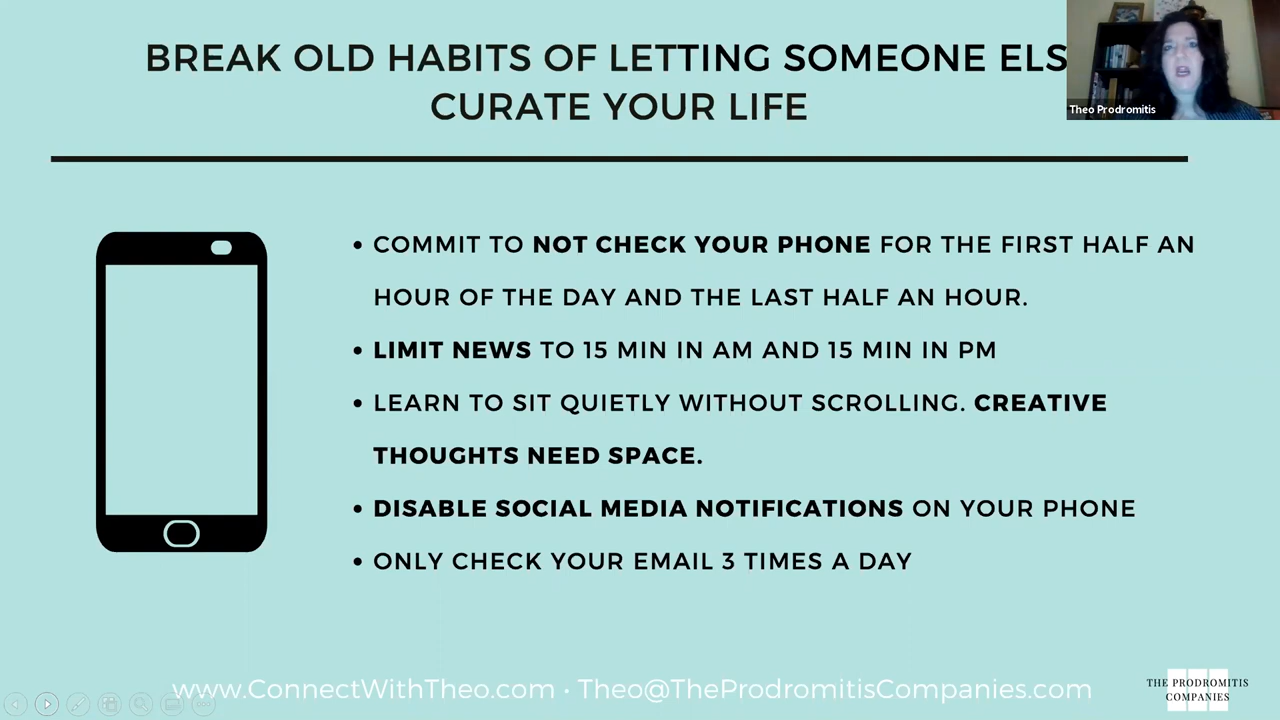 BREAK OLD HABITS OF LETTING SOMEONE ELS
CURATE YOUR LIFE
Theo Prodromitis
• COMMIT TO NOT CHECK YOUR PHONE FOR THE FIRST HALF AN
HOUR OF THE DAY AND THE LAST HALF AN HOUR.
• LIMIT NEWS TO 15 MIN IN AM AND 15 MIN IN PM
• LEARN TO SIT QUIETLY WITHOUT SCROLLING. CREATIVE
THOUGHTS NEED SPACE.
• DISABLE SOCIAL MEDIA NOTIFICATIONS ON YOUR PHONE
• ONLY CHECK YOUR EMAIL 3 TIMES A DAY
www.ConnectWithTheo.com • Theo@TheProdromitisCompanies.com
THE PRODROMITIS
COMPANIES